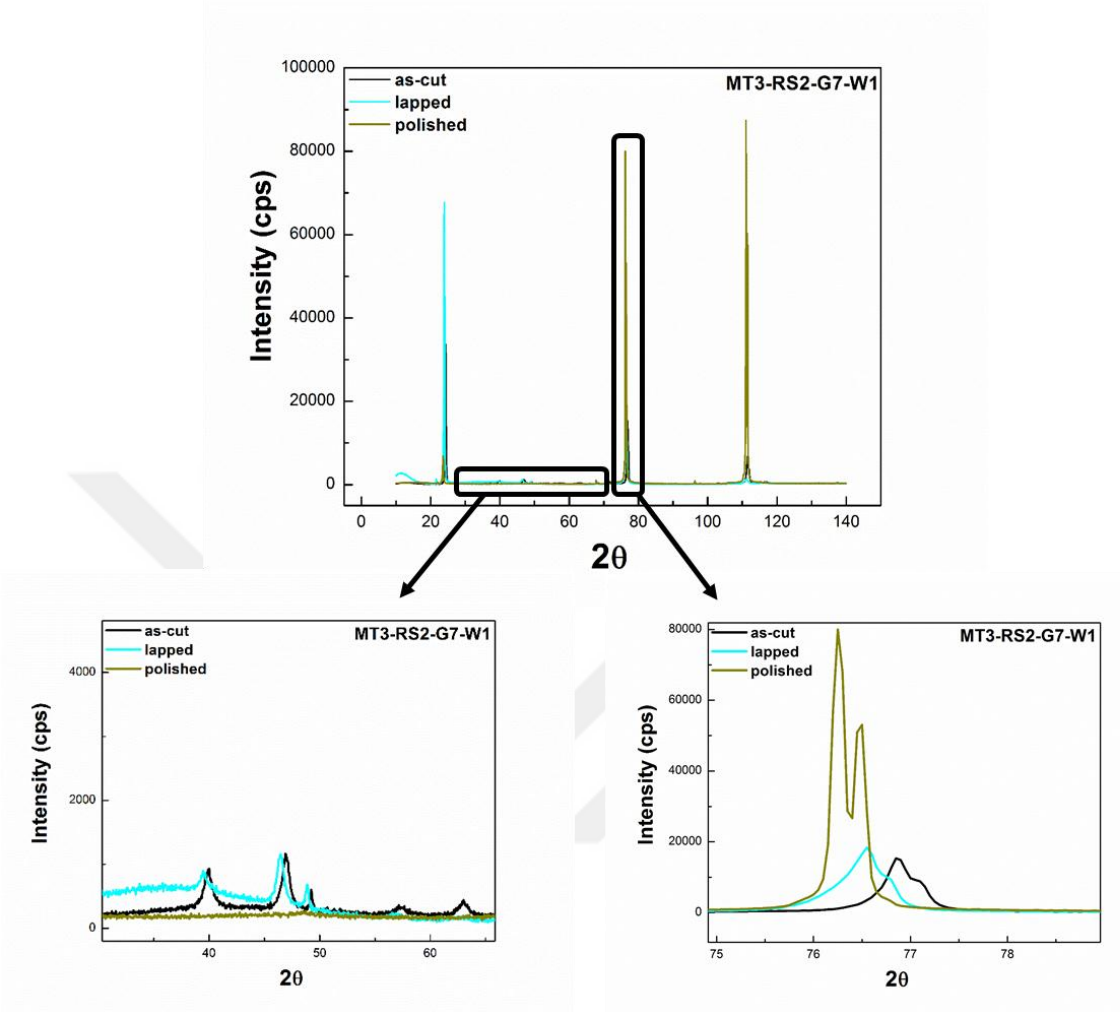 100000
as-cut
MT3-RS2-G7-W1
lapped
polished
80000
60000
40000
20000
0
Intensity (cps)
0 20 40 60 80 100 120 140
2θ
as-cut
MT3-RS2-G7-W1
lapped
polished
4000
2000
0
Intensity (cps)
40 50 60
2θ
80000
as-cut
MT3-RS2-G7-W1
lapped
polished
60000
40000
20000
0
Intensity (cps)
75 76 77 78
2θ